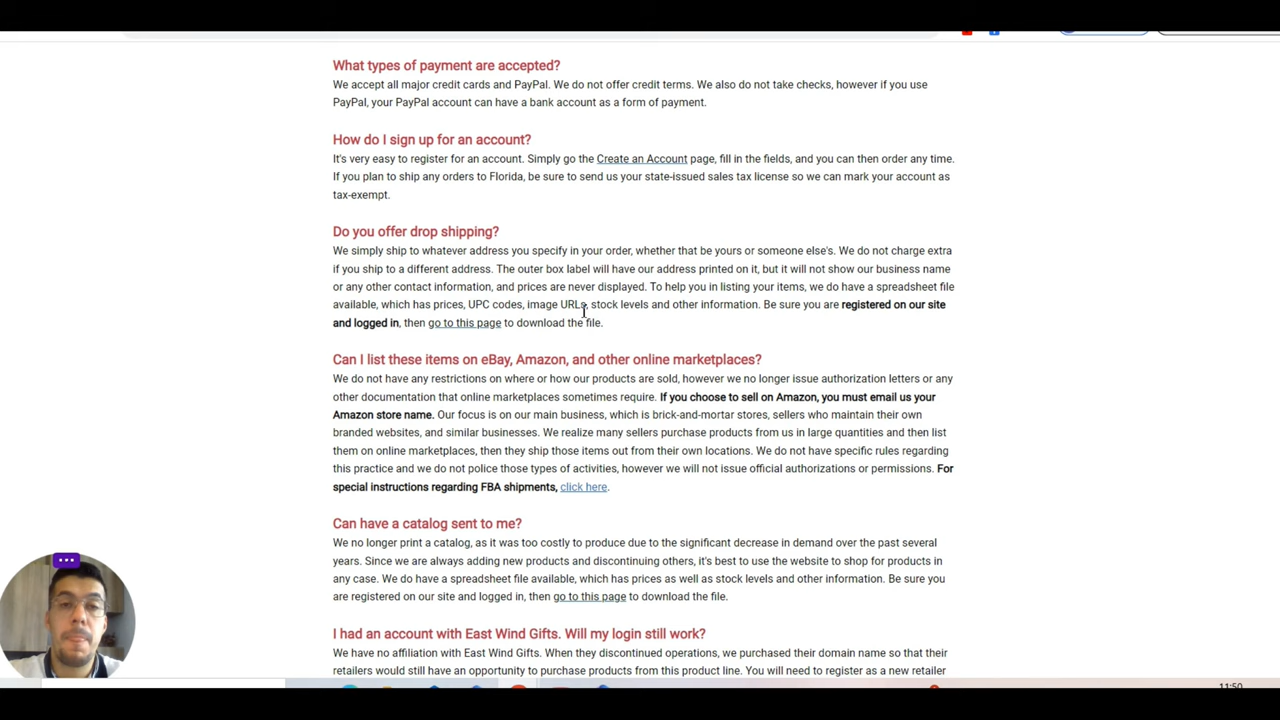 What types of payment are accepted?
We accept all major credit cards and PayPal. We do not offer credit terms. We also do not take checks, however if you use
PayPal, your PayPal account can have a bank account as a form of payment.
How do I sign up for an account?
It's very easy to register for an account. Simply go the Create an Account page, fill in the fields, and you can then order any time.
If you plan to ship any orders to Florida, be sure to send us your state-issued sales tax license so we can mark your account as
tax-exempt.
Do you offer drop shipping?
We simply ship to whatever address you specify in your order, whether that be yours or someone else's. We do not charge extra
if you ship to a different address. The outer box label will have our address printed on it, but it will not show our business name
or any other contact information, and prices are never displayed. To help you in listing your items, we do have a spreadsheet file
available, which has prices, UPC codes, image URLs, stock levels and other information. Be sure you are registered on our site
and logged in, then go to this page to download the file.
Can I list these items on eBay, Amazon, and other online marketplaces?
We do not have any restrictions on where or how our products are sold, however we no longer issue authorization letters or any
other documentation that online marketplaces sometimes require. If you choose to sell on Amazon, you must email us your
Amazon store name. Our focus is on our main business, which is brick-and-mortar stores, sellers who maintain their own
branded websites, and similar businesses. We realize many sellers purchase products from us in large quantities and then list
them on online marketplaces, then they ship those items out from their own locations. We do not have specific rules regarding
this practice and we do not police those types of activities, however we will not issue official authorizations or permissions. For
special instructions regarding FBA shipments, click here.
Can have a catalog sent to me?
We no longer print a catalog, as it was too costly to produce due to the significant decrease in demand over the past several
years. Since we are always adding new products and discontinuing others, it's best to use the website to shop for products in
any case. We do have a spreadsheet file available, which has prices as well as stock levels and other information. Be sure you
are registered on our site and logged in, then go to this page to download the file.
I had an account with East Wind Gifts. Will my login still work?
We have no affiliation with East Wind Gifts. When they discontinued operations, we purchased their domain name so that their
retailers would still have an opportunity to purchase products from this product line. You will need to register as a new retailer
11:50